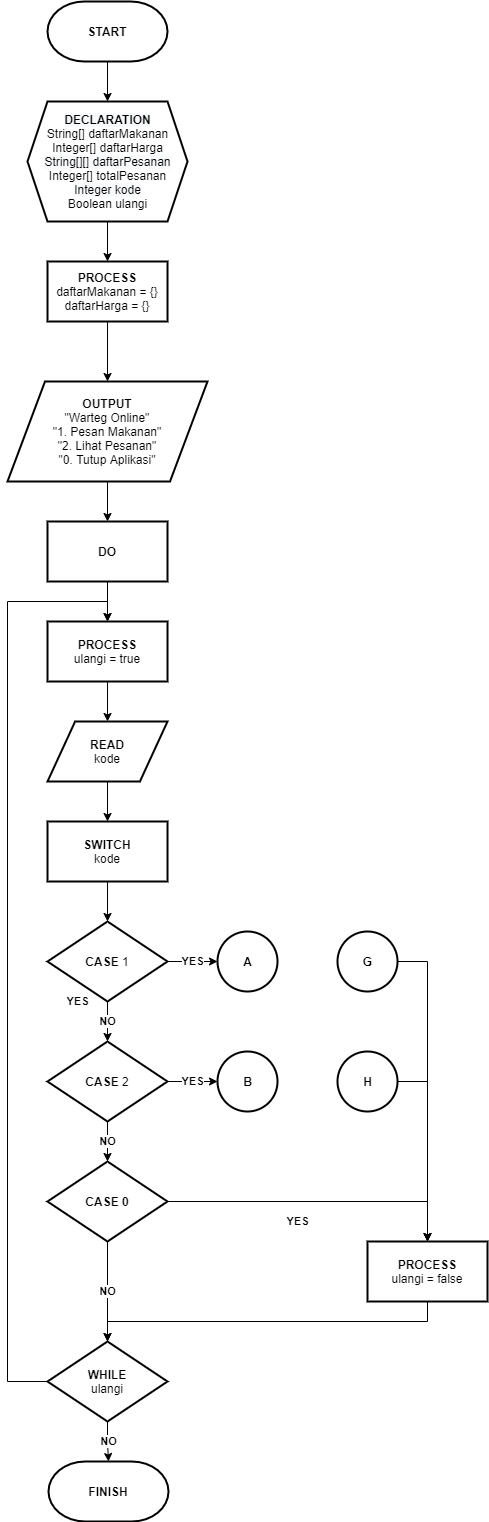 START
DECLARATION
String[] daftarMakanan
Integer[] daftarHarga
String[][] daftarPesanan
Integer[] totalPesanan
Integer kode
Boolean ulangi
PROCESS
daftarMakanan = {}
daftarHarga = {}
OUTPUT
"Warteg Online"
"1. Pesan Makanan"
"2. Lihat Pesanan"
"0. Tutup Aplikasi"
DO
PROCESS
ulangi = true
READ
kode
SWITCH
kode
CASE 1
YES
A
G
YES
NO
CASE 2
YES
B
H
NO
CASE 0
YES
PROCESS
ulangi = false
NO
WHILE
ulangi
NO
FINISH